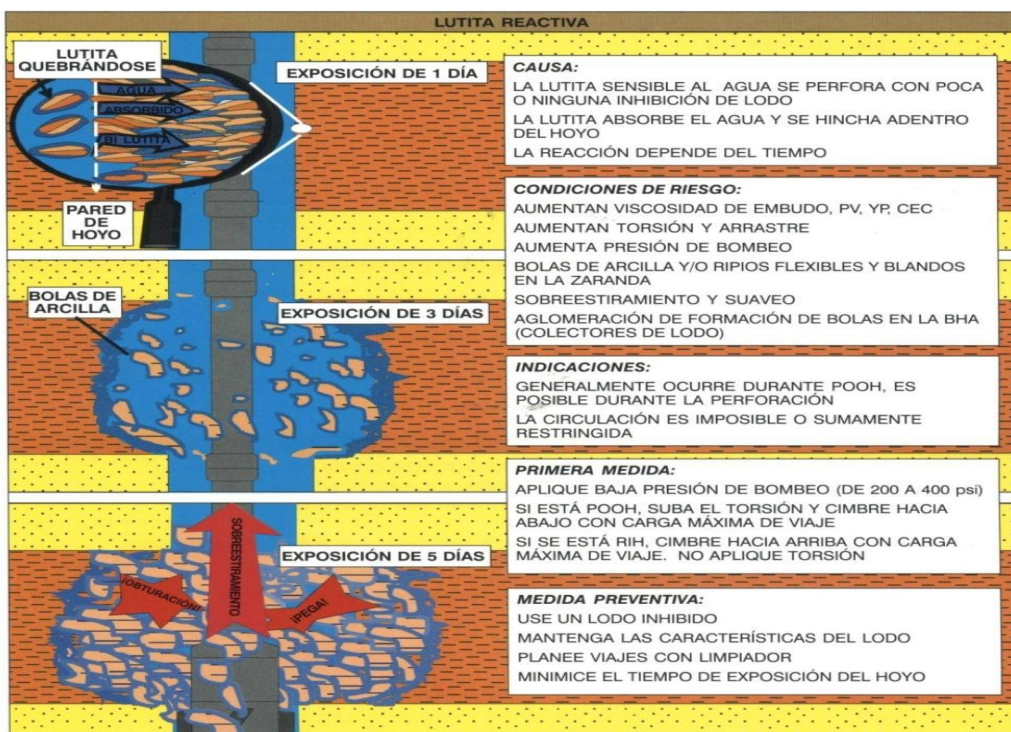 LUTITA REACTIVA
LUTITA
QUEBRÁNDOSE
EXPOSICIÓN DE 1 DÍA
AGUA
ABSORBIDO
BI LUTITA
PARED
DE
HOYO
CAUSA:
LA LUTITA SENSIBLE AL AGUA SE PERFORA CON POCA
O NINGUNA INHIBICIÓN DE LODO
LA LUTITA ABSORBE EL AGUA Y SE HINCHA ADENTRO
DEL HOYO
LA REACCIÓN DEPENDE DEL TIEMPO
CONDICIONES DE RIESGO:
AUMENTAN VISCOSIDAD DE EMBUDO, PV, YP, CEC
AUMENTAN TORSIÓN Y ARRASTRE
AUMENTA PRESIÓN DE BOMBEO
BOLAS DE ARCILLA Y/O RIPIOS FLEXIBLES Y BLANDOS
EN LA ZARANDA
SOBREESTIRAMIENTO Y SUAVEO
AGLOMERACIÓN DE FORMACIÓN DE BOLAS EN LA BHA
(COLECTORES DE LODO)
BOLAS DE
ARCILLA
EXPOSICIÓN DE 3 DÍAS
INDICACIONES:
GENERALMENTE OCURRE DURANTE POOH, ES
POSIBLE DURANTE LA PERFORACIÓN
LA CIRCULACIÓN ES IMPOSIBLE O SUMAMENTE
RESTRINGIDA
PRIMERA MEDIDA:
APLIQUE BAJA PRESIÓN DE BOMBEO (DE 200 A 400 psi)
SI ESTÁ POOH, SUBA EL TORSIÓN Y CIMBRE HACIA
ABAJO CON CARGA MÁXIMA DE VIAJE
SI SE ESTÁ RIH, CIMBRE HACIA ARRIBA CON CARGA
MÁXIMA DE VIAJE. NO APLIQUE TORSIÓN
EXPOSICIÓN DE 5 DÍAS
¡OBTURACIÓN!
SOBREESTIRAMIENTO
¡PEGA!
MEDIDA PREVENTIVA:
USE UN LODO INHIBIDO
MANTENGA LAS CARACTERÍSTICAS DEL LODO
PLANEE VIAJES CON LIMPIADOR
MINIMICE EL TIEMPO DE EXPOSICIÓN DEL HOYO